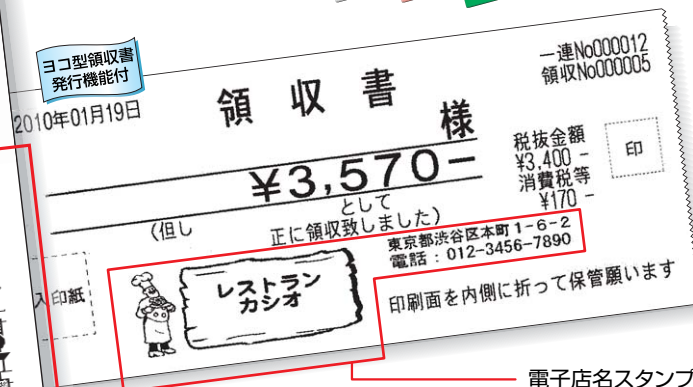 ヨコ型領収書
発行機能付
一連No000012
領収No000005
2010年01月19日
領 収 書
様
税抜金額
¥3,400 -
消費税等
¥170 -
印
¥3,570-
(但し
として
正に領収致しました)
東京都渋谷区本町1-6-2
電話：012-3456-7890
入印紙
レストラン
カシオ
印刷面を内側に折って保管願います
電子店名スタンプ